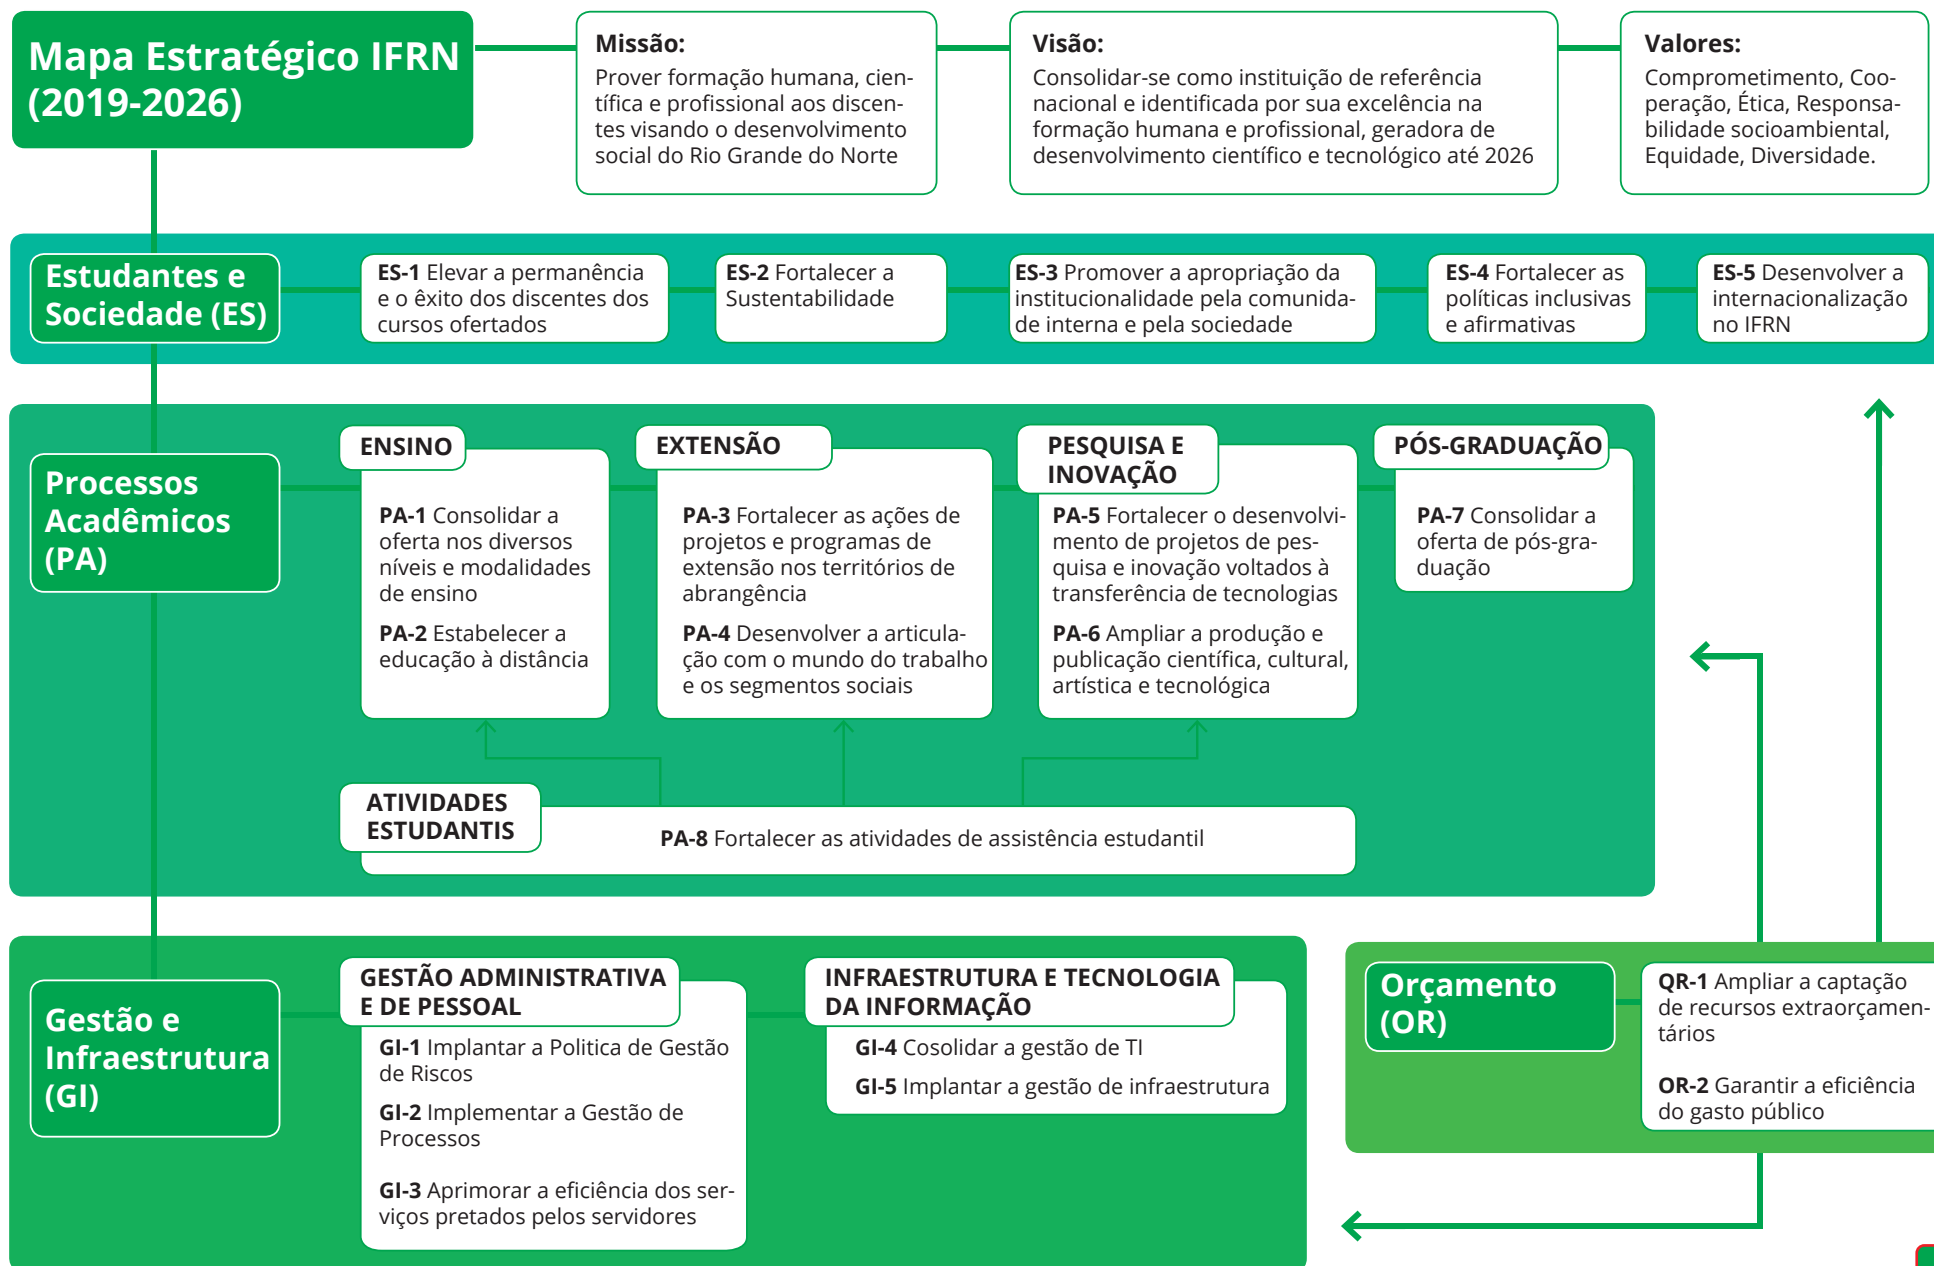 Mapa Estratégico IFRN
(2019-2026)
Missão:
Prover formação humana, cien-
tífica e profissional aos discen-
tes visando o desenvolvimento
social do Rio Grande do Norte
Visão:
Consolidar-se como instituição de referência
nacional e identificada por sua excelência na
formação humana e profissional, geradora de
desenvolvimento científico e tecnológico até 2026
Valores:
Comprometimento, Coo-
peração, Ética, Responsa-
bilidade socioambiental,
Equidade, Diversidade.
Estudantes e
Sociedade (ES)
ES-1 Elevar a permanência
e o êxito dos discentes dos
cursos ofertados
ES-2 Fortalecer a
Sustentabilidade
ES-3 Promover a apropriação da
institucionalidade pela comunida-
de interna e pela sociedade
ES-4 Fortalecer as
políticas inclusivas
e afirmativas
ES-5 Desenvolver a
internacionalização
no IFRN
Processos
Acadêmicos
(PA)
ENSINO
PA-1 Consolidar a
oferta nos diversos
níveis e modalidades
de ensino
PA-2 Estabelecer a
educação à distância
EXTENSÃO
PA-3 Fortalecer as ações de
projetos e programas de
extensão nos territórios de
abrangência
PA-4 Desenvolver a articula-
ção com o mundo do trabalho
e os segmentos sociais
PESQUISA E
INOVAÇÃO
PA-5 Fortalecer o desenvolvi-
mento de projetos de pes-
quisa e inovação voltados à
transferência de tecnologias
PA-6 Ampliar a produção e
publicação científica, cultural,
artística e tecnológica
PÓS-GRADUAÇÃO
PA-7 Consolidar a
oferta de pós-gra-
duação
ATIVIDADES
ESTUDANTIS
PA-8 Fortalecer as atividades de assistência estudantil
Gestão e
Infraestrutura
(GI)
GESTÃO ADMINISTRATIVA
E DE PESSOAL
GI-1 Implantar a Politica de Gestão
de Riscos
GI-2 Implementar a Gestão de
Processos
GI-3 Aprimorar a eficiência dos ser-
viços pretados pelos servidores
INFRAESTRUTURA E TECNOLOGIA
DA INFORMAÇÃO
GI-4 Cosolidar a gestão de TI
GI-5 Implantar a gestão de infraestrutura
Orçamento
(OR)
QR-1 Ampliar a captação
de recursos extraorçamen-
tários
OR-2 Garantir a eficiência
do gasto público